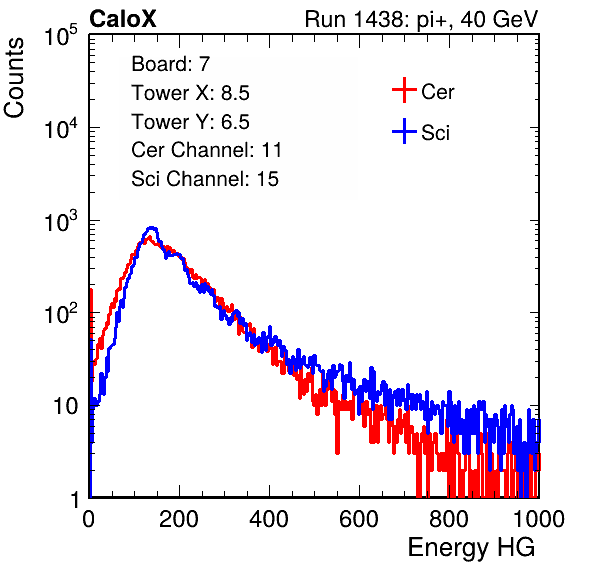 CaloX Run 1438: pi+, 40 GeV
Counts
10^5
10^4
10^3
10^2
10
1
Board: 7
Tower X: 8.5
Tower Y: 6.5
Cer Channel: 11
Sci Channel: 15
Cer
Sci
0 200 400 600 800 1000
Energy HG